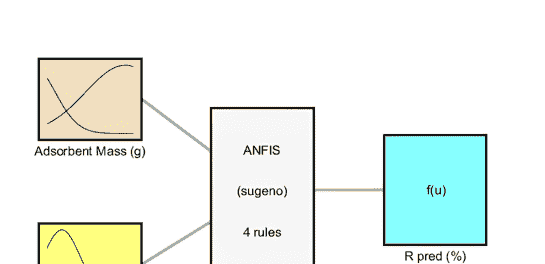 Adsorbent Mass (g)
ANFIS
(sugeno)
4 rules
f(u)
R pred (%)